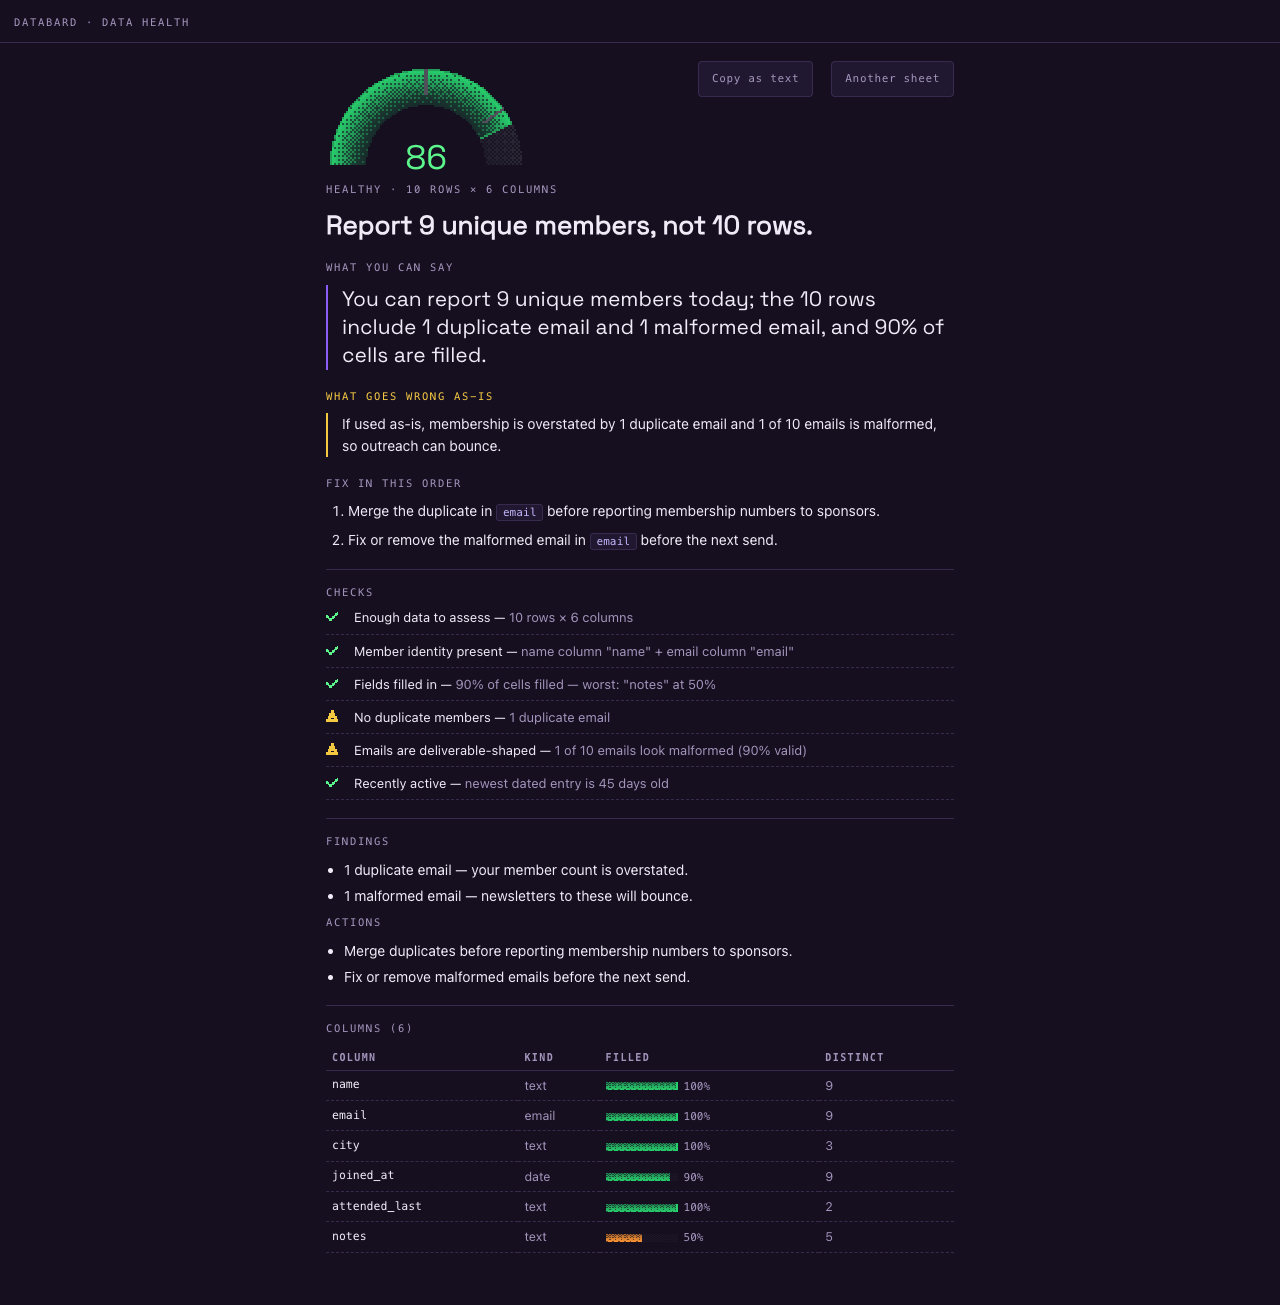 DATABARD · DATA HEALTH
Copy as text
Another sheet
86
HEALTHY · 10 ROWS × 6 COLUMNS
Report 9 unique members, not 10 rows.
WHAT YOU CAN SAY
You can report 9 unique members today; the 10 rows
include 1 duplicate email and 1 malformed email, and 90% of
cells are filled.
WHAT GOES WRONG AS-IS
If used as-is, membership is overstated by 1 duplicate email and 1 of 10 emails is malformed,
so outreach can bounce.
FIX IN THIS ORDER
1. Merge the duplicate in email before reporting membership numbers to sponsors.
2. Fix or remove the malformed email in email before the next send.
CHECKS
Enough data to assess — 10 rows × 6 columns
Member identity present — name column "name" + email column "email"
Fields filled in — 90% of cells filled — worst: "notes" at 50%
No duplicate members — 1 duplicate email
Emails are deliverable-shaped — 1 of 10 emails look malformed (90% valid)
Recently active — newest dated entry is 45 days old
FINDINGS
• 1 duplicate email — your member count is overstated.
• 1 malformed email — newsletters to these will bounce.
ACTIONS
• Merge duplicates before reporting membership numbers to sponsors.
• Fix or remove malformed emails before the next send.
COLUMNS (6)
COLUMN KIND FILLED DISTINCT
name text 100% 9
email email 100% 9
city text 100% 3
joined_at date 90% 9
attended_last text 100% 2
notes text 50% 5